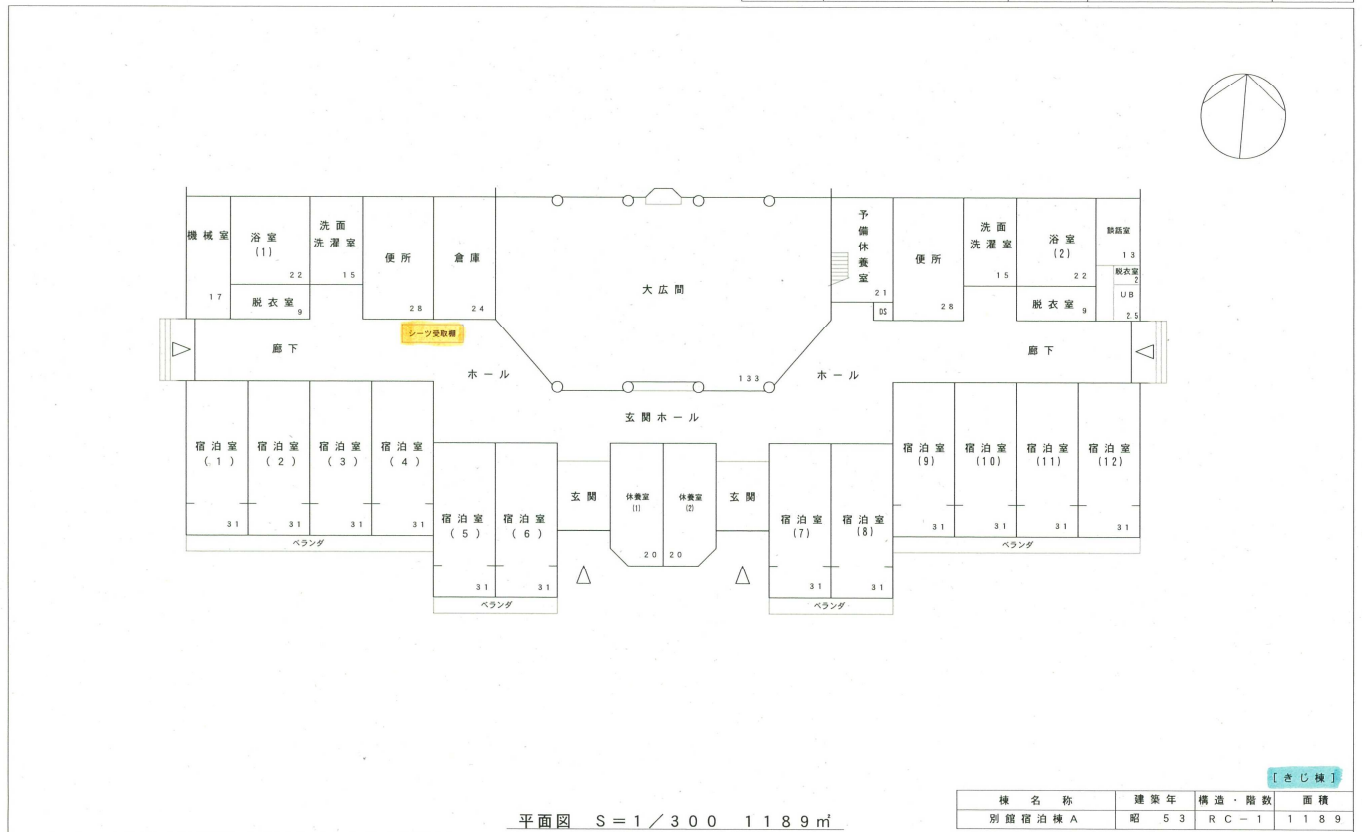 機械室
17
浴室
(1)
22
脱衣室
9
洗面
洗濯室
15
便所
28
倉庫
24
シーツ受取棚
大広間
133
予備休養室
21
DS
便所
28
洗面
洗濯室
15
浴室
(2)
22
脱衣室
9
談話室
13
脱衣室
2
UB
2.5
廊下
ホール
玄関ホール
ホール
廊下
宿泊室
(1)
31
宿泊室
(2)
31
宿泊室
(3)
31
宿泊室
(4)
31
ベランダ
宿泊室
(5)
31
宿泊室
(6)
31
ベランダ
玄関
休養室
(1)
20
休養室
(2)
20
玄関
宿泊室
(7)
31
宿泊室
(8)
31
ベランダ
宿泊室
(9)
31
宿泊室
(10)
31
宿泊室
(11)
31
宿泊室
(12)
31
ベランダ
[きじ棟]
棟名称 建築年 構造・階数 面積
別館宿泊棟A 昭53 RC-1 1189
平面図 S=1/300 1189㎡